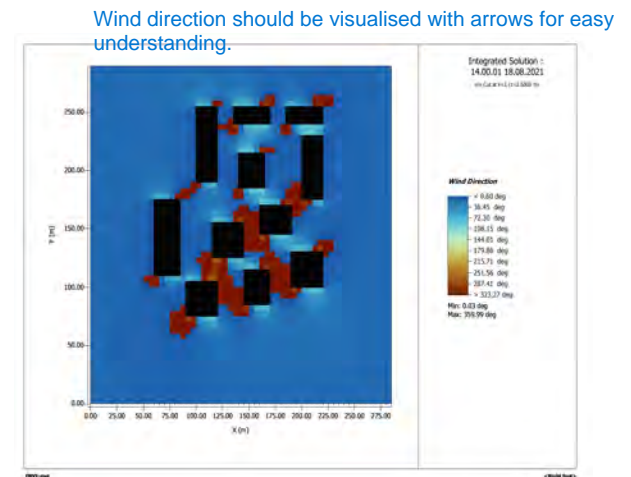 Wind direction should be visualised with arrows for easy
understanding.
Integrated Solution :
14.00.01 18.08.2021
Wind Direction
< 0.60 deg
36.45 deg
72.30 deg
108.15 deg
144.01 deg
179.86 deg
215.71 deg
251.56 deg
287.42 deg
> 323.27 deg
Min: 0.03 deg
Max: 359.99 deg
Y (m)
250.00
200.00
150.00
100.00
50.00
0.00
0.00 25.00 50.00 75.00 100.00 125.00 150.00 175.00 200.00 225.00 250.00 275.00
X (m)